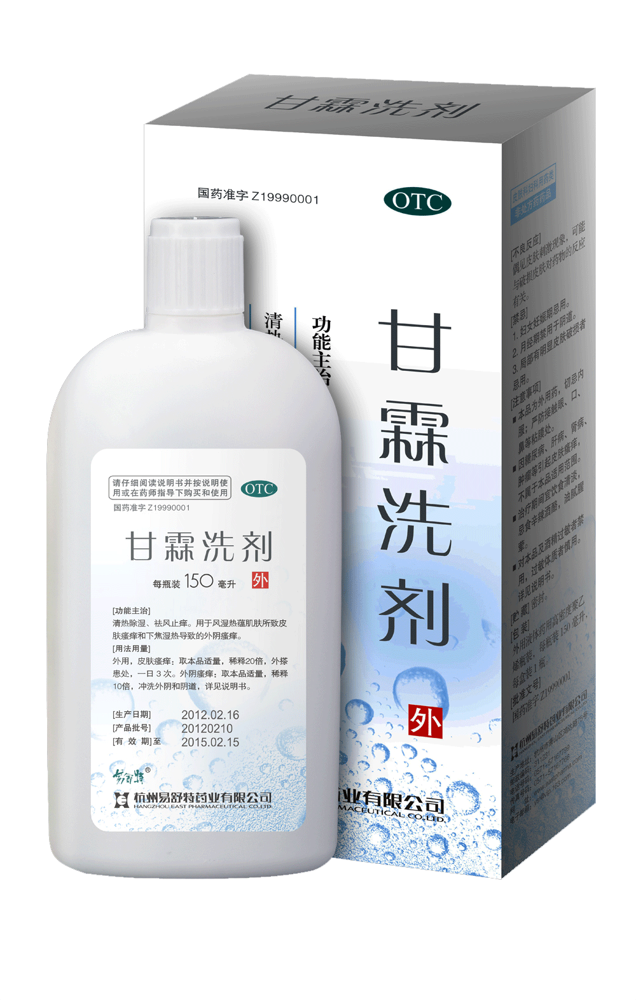 甘霖洗剂
国药准字 Z19990001
OTC
功能主治
清热
甘霖洗剂
外
业有限公司
MACEUTICAL CO.,LTD.
请仔细阅读说明书并按说明使
用或在药师指导下购买和使用
OTC
国药准字 Z19990001
甘霖洗剂
每瓶装 150 毫升
外
[功能主治]
清热除湿、祛风止痒。用于风湿热蕴肌肤所致皮
肤瘙痒和下焦湿热导致的外阴瘙痒。
[用法用量]
外用，皮肤瘙痒：取本品适量，稀释20倍，外搽
患处，一日 3 次。外阴瘙痒：取本品适量，稀释
10倍，冲洗外阴和阴道，详见说明书。
[生产日期] 2012.02.16
[产品批号] 20120210
[有 效 期]至 2015.02.15
易舒特®
杭州易舒特药业有限公司
HANGZHOU EAST PHARMACEUTICAL CO.,LTD.
皮肤科妇科用药类
非处方药药品
[不良反应]
偶见皮肤刺激现象，可能
与破损皮肤对药物的反应
有关。
[禁忌]
1. 妇女妊娠期忌用。
2. 月经期禁用于阴道。
3. 局部有明显皮肤破损者
忌用。
[注意事项]
■ 本品为外用药，切忌内
服；严防接触眼、口、
鼻等粘膜处。
■ 因糖尿病、肝病、肾病、
肿瘤等引起皮肤瘙痒，
不属于本品适用范围。
■ 治疗期间宜饮食清淡，
忌食辛辣酒酪，油腻腥
荤。
■ 对本品及酒精过敏者禁
用，过敏体质者慎用。
详见说明书。
[贮 藏] 密封。
[包 装]
外用液体药用高密度聚乙
烯瓶装，每瓶装 150 毫升，
每盒装 1 瓶。
[批准文号]
国药准字 Z19990001
杭州易舒特药业有限公司